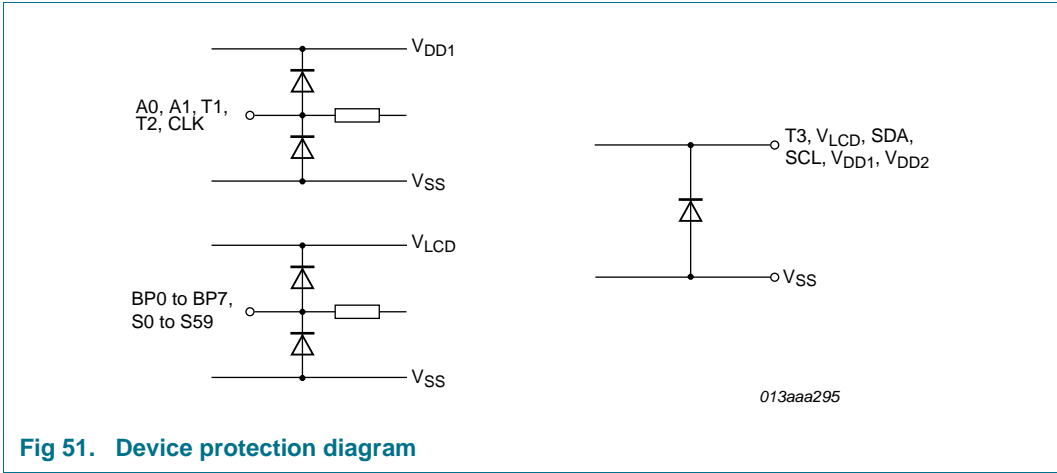 VDD1
A0, A1, T1,
T2, CLK
VSS
VLCD
BP0 to BP7,
S0 to S59
VSS
T3, VLCD, SDA,
SCL, VDD1, VDD2
VSS
013aaa295
Fig 51. Device protection diagram